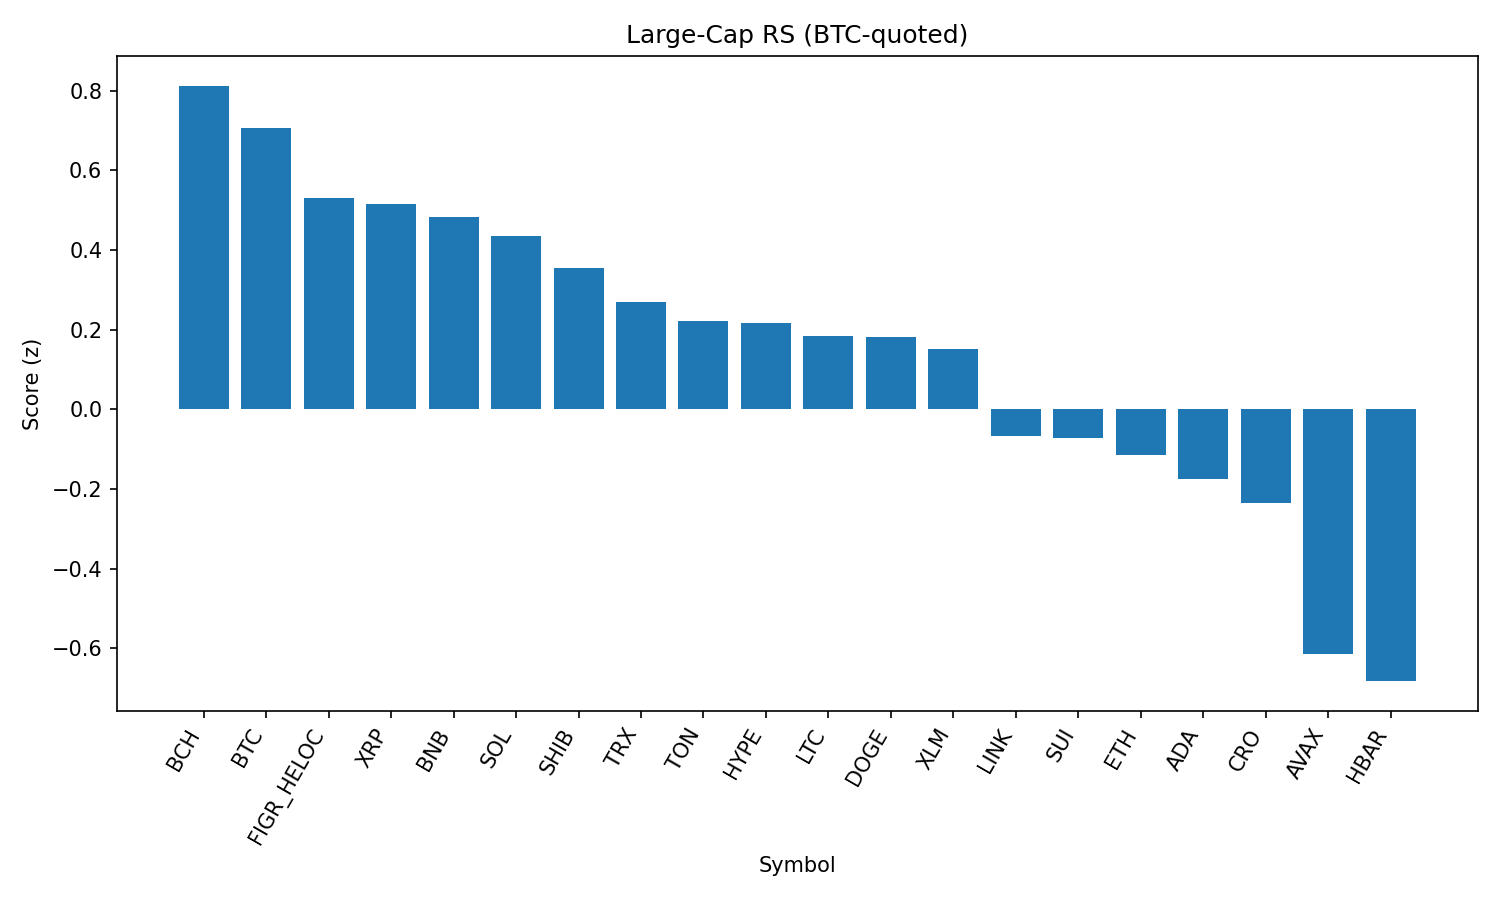 Large-Cap RS (BTC-quoted)
Score (z)
0.8
0.6
0.4
0.2
0.0
−0.2
−0.4
−0.6
BCH
BTC
FIGR_HELOC
XRP
BNB
SOL
SHIB
TRX
TON
HYPE
LTC
DOGE
XLM
LINK
SUI
ETH
ADA
CRO
AVAX
HBAR
Symbol